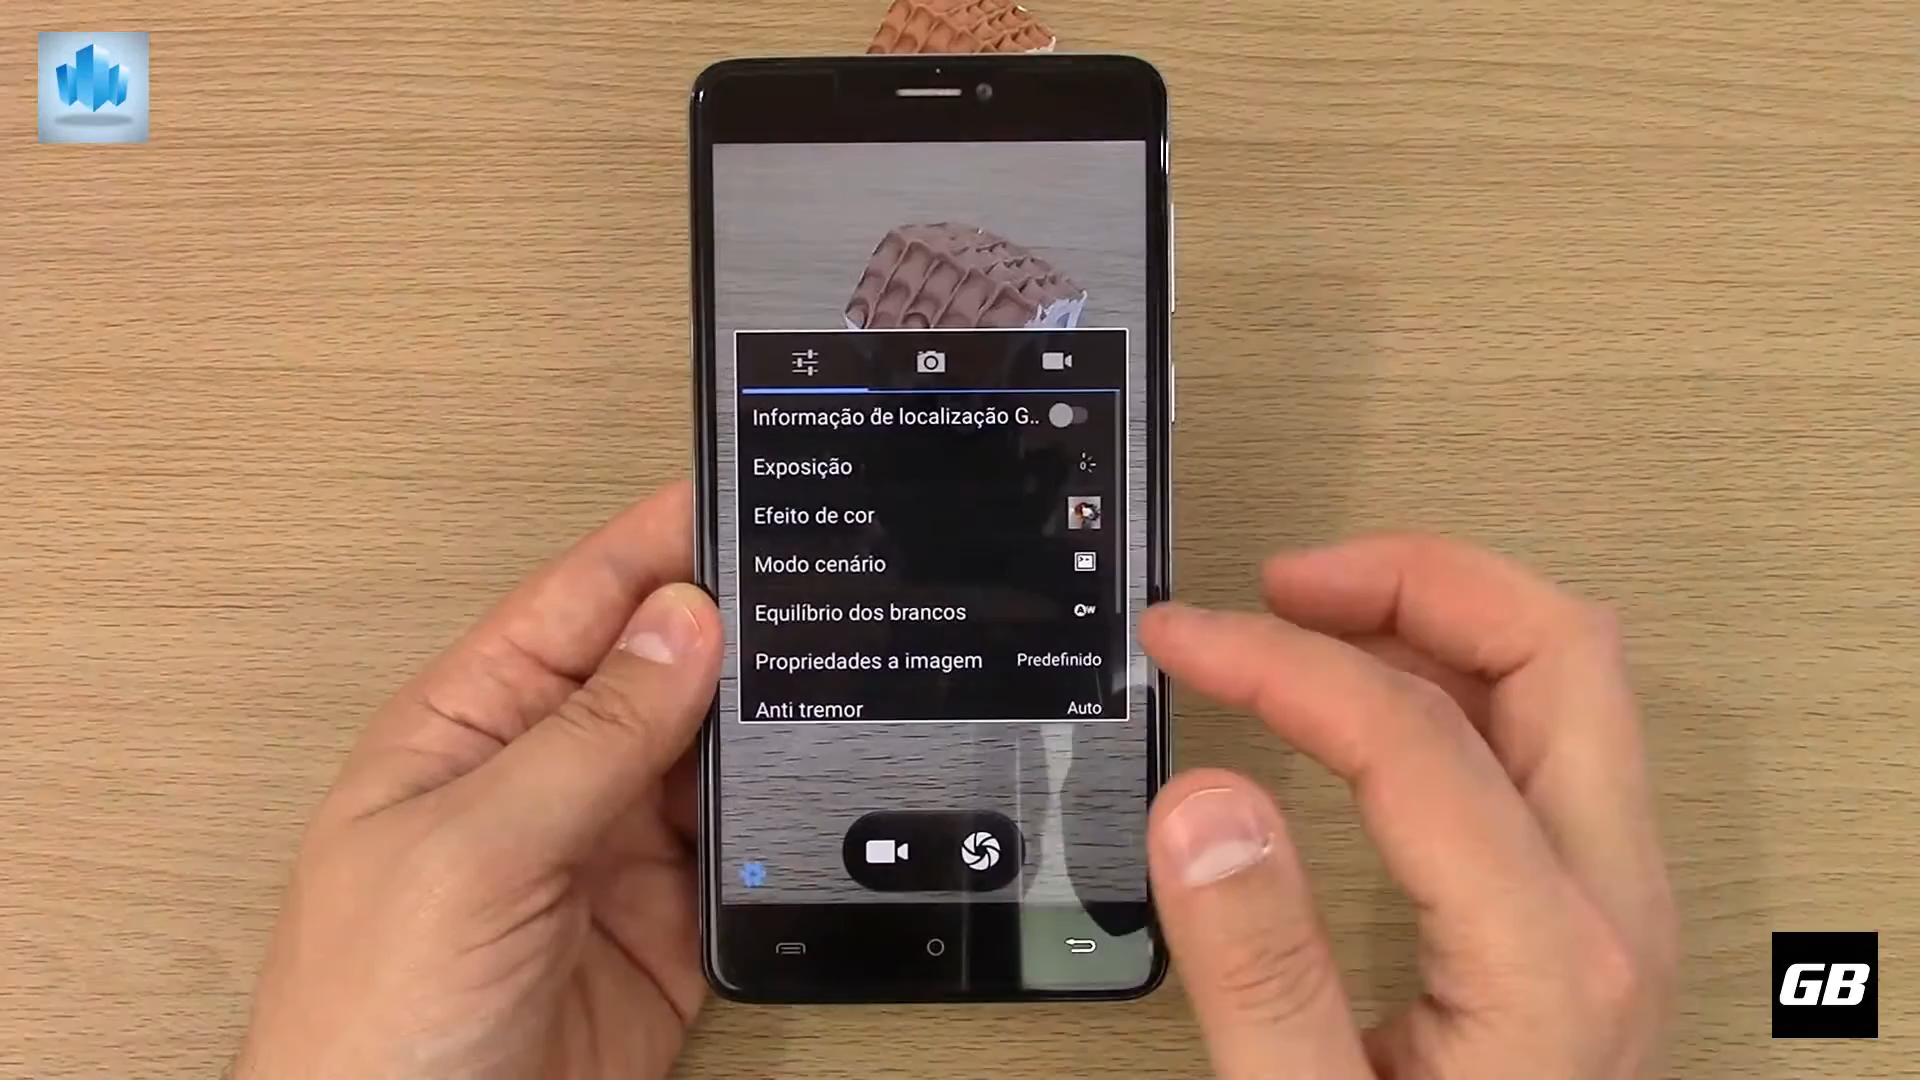 Informação de localização G..
Exposição
Efeito de cor
Modo cenário
Equilíbrio dos brancos
Propriedades a imagem Predefinido
Anti tremor Auto
GB